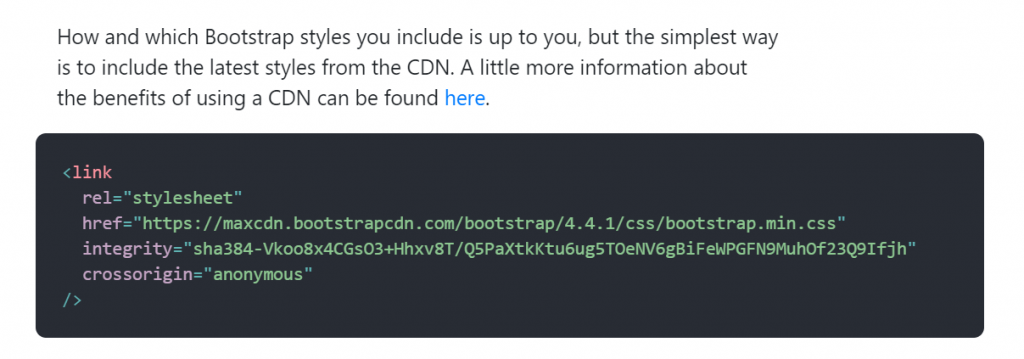 How and which Bootstrap styles you include is up to you, but the simplest way
is to include the latest styles from the CDN. A little more information about
the benefits of using a CDN can be found here.
<link
rel="stylesheet"
href="https://maxcdn.bootstrapcdn.com/bootstrap/4.4.1/css/bootstrap.min.css"
integrity="sha384-Vkoo8x4CGsO3+Hhxv8T/Q5PaXtkKtu6ug5TOeNV6gBiFeWPGFN9MuhOf23Q9Ifjh"
crossorigin="anonymous"
/>